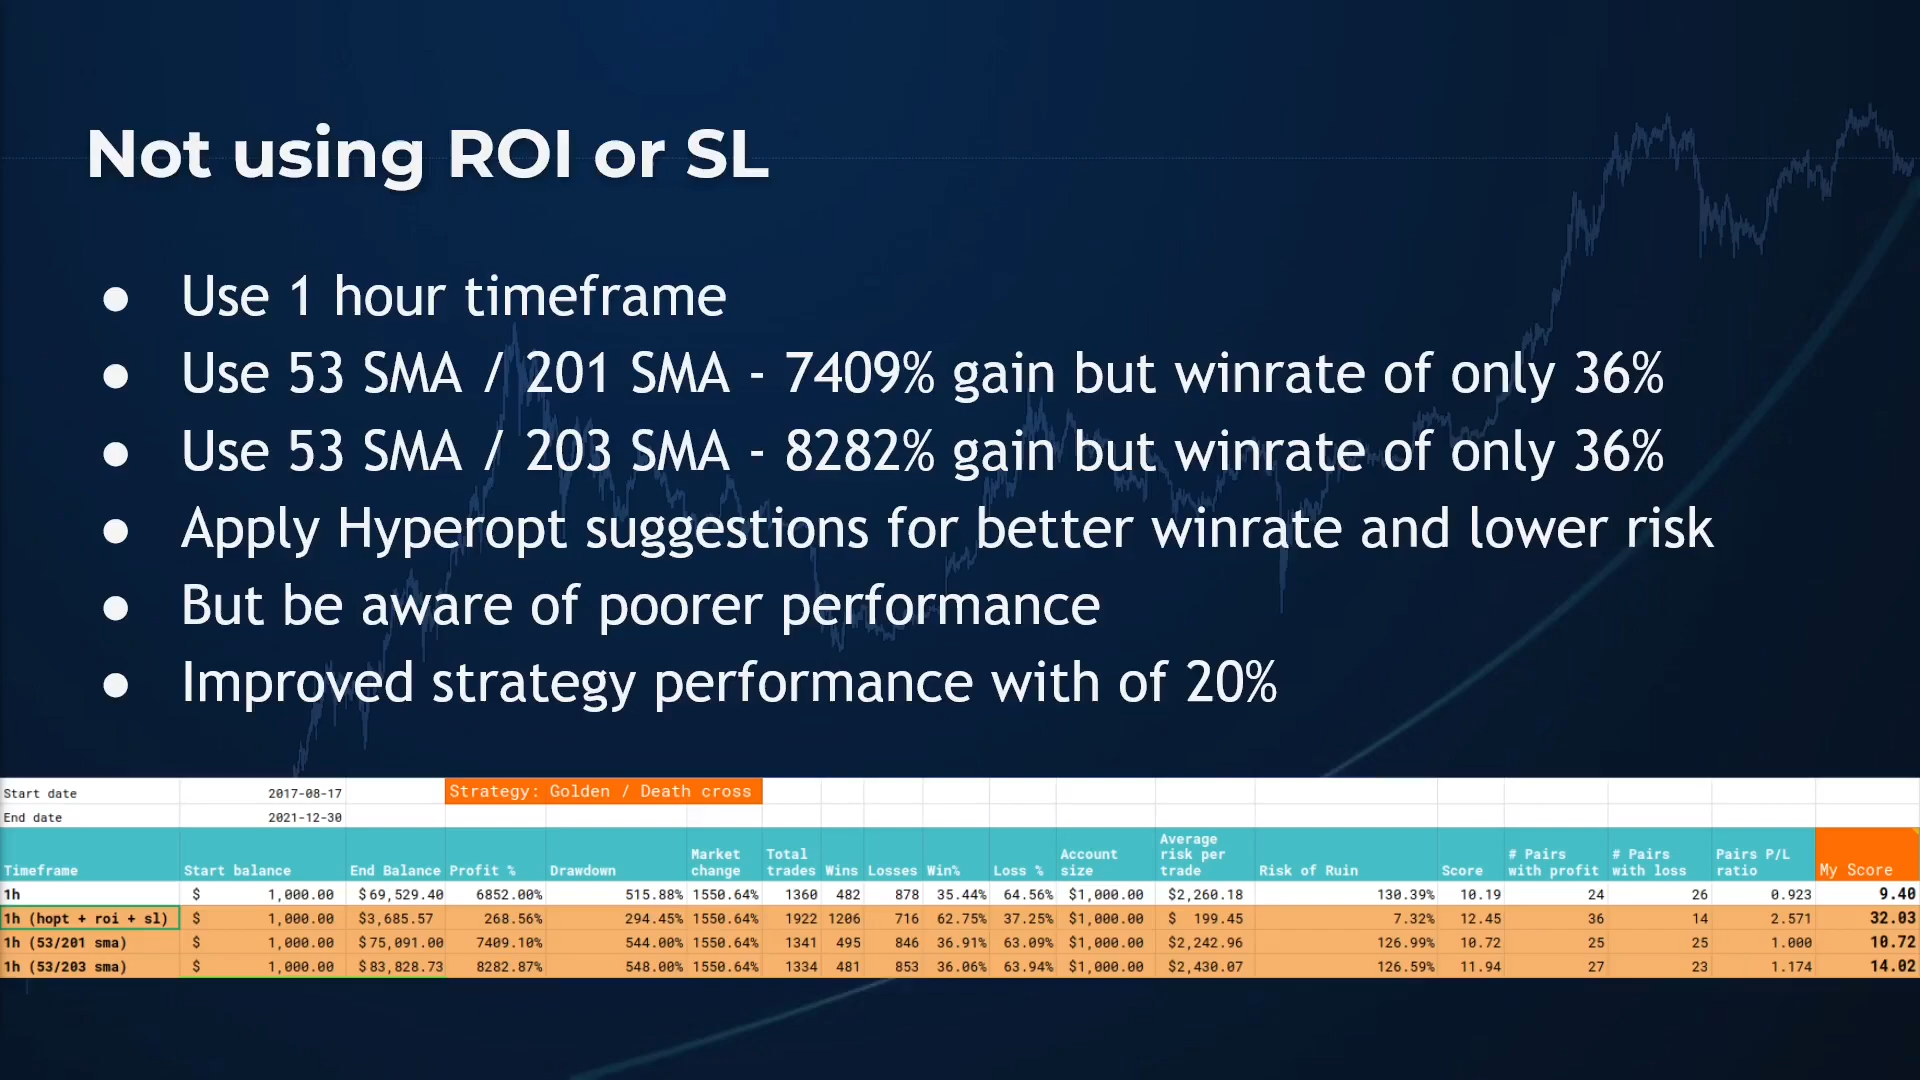 Not using ROI or SL
● Use 1 hour timeframe
● Use 53 SMA / 201 SMA - 7409% gain but winrate of only 36%
● Use 53 SMA / 203 SMA - 8282% gain but winrate of only 36%
● Apply Hyperopt suggestions for better winrate and lower risk
● But be aware of poorer performance
● Improved strategy performance with of 20%
Start date 2017-08-17 Strategy: Golden / Death cross
End date 2021-12-30
Timeframe Start balance End Balance Profit % Drawdown Market change Total trades Wins Losses Win% Loss % Account size Average risk per trade Risk of Ruin Score # Pairs with profit # Pairs with loss Pairs P/L ratio My Score
1h $ 1,000.00 $69,529.40 6852.00% 515.88% 1550.64% 1360 482 878 35.44% 64.56% $1,000.00 $2,260.18 130.39% 10.19 24 26 0.923 9.40
1h (hopt + roi + sl) $ 1,000.00 $3,685.57 268.56% 294.45% 1550.64% 1922 1206 716 62.75% 37.25% $1,000.00 $ 199.45 7.32% 12.45 36 14 2.571 32.03
1h (53/201 sma) $ 1,000.00 $75,091.00 7409.10% 544.00% 1550.64% 1341 495 846 36.91% 63.09% $1,000.00 $2,242.96 126.99% 10.72 25 25 1.000 10.72
1h (53/203 sma) $ 1,000.00 $83,828.73 8282.87% 548.00% 1550.64% 1334 481 853 36.06% 63.94% $1,000.00 $2,430.07 126.59% 11.94 27 23 1.174 14.02